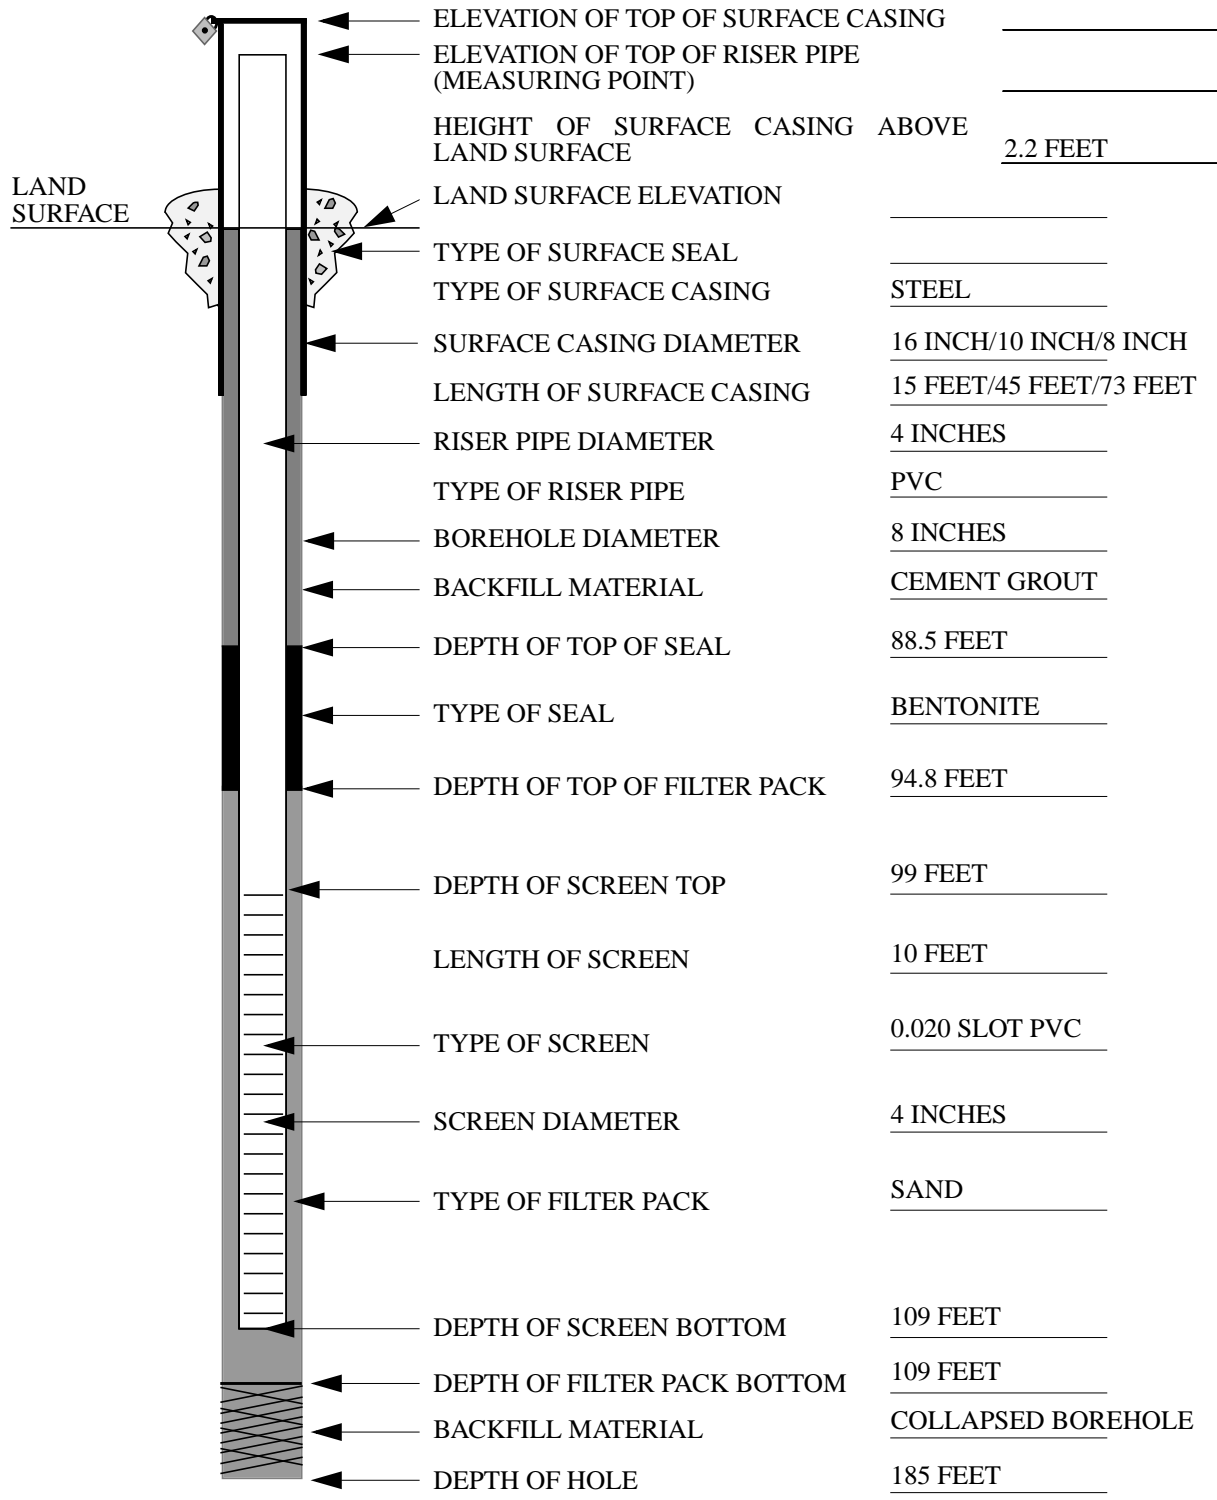 ELEVATION OF TOP OF SURFACE CASING
ELEVATION OF TOP OF RISER PIPE
(MEASURING POINT)
HEIGHT OF SURFACE CASING ABOVE
LAND SURFACE 2.2 FEET
LAND
SURFACE
LAND SURFACE ELEVATION
TYPE OF SURFACE SEAL
TYPE OF SURFACE CASING STEEL
SURFACE CASING DIAMETER 16 INCH/10 INCH/8 INCH
LENGTH OF SURFACE CASING 15 FEET/45 FEET/73 FEET
RISER PIPE DIAMETER 4 INCHES
TYPE OF RISER PIPE PVC
BOREHOLE DIAMETER 8 INCHES
BACKFILL MATERIAL CEMENT GROUT
DEPTH OF TOP OF SEAL 88.5 FEET
TYPE OF SEAL BENTONITE
DEPTH OF TOP OF FILTER PACK 94.8 FEET
DEPTH OF SCREEN TOP 99 FEET
LENGTH OF SCREEN 10 FEET
TYPE OF SCREEN 0.020 SLOT PVC
SCREEN DIAMETER 4 INCHES
TYPE OF FILTER PACK SAND
DEPTH OF SCREEN BOTTOM 109 FEET
DEPTH OF FILTER PACK BOTTOM 109 FEET
BACKFILL MATERIAL COLLAPSED BOREHOLE
DEPTH OF HOLE 185 FEET